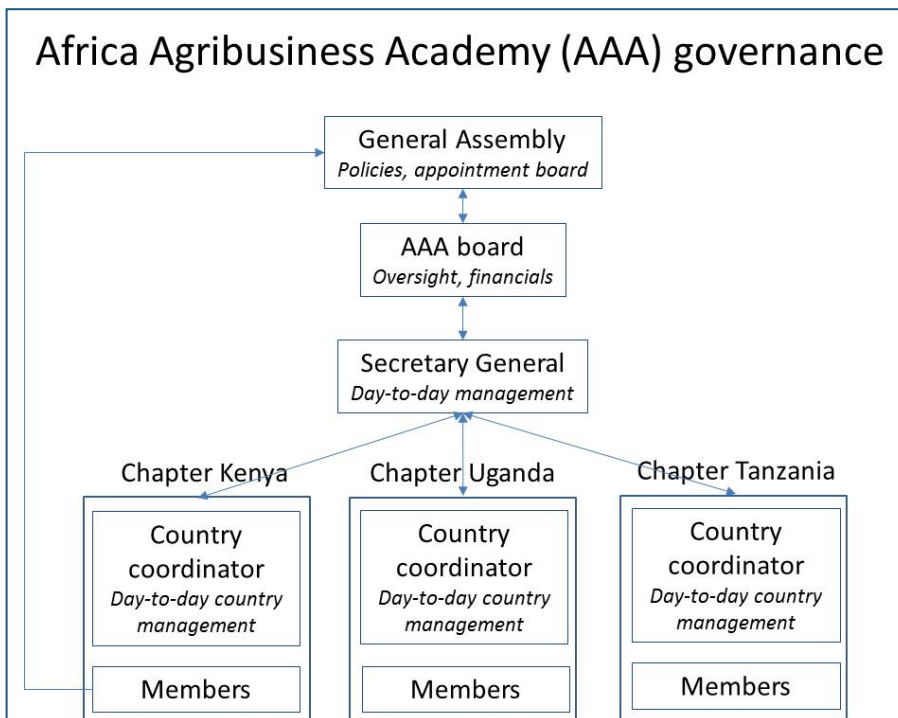 Africa Agribusiness Academy (AAA) governance
General Assembly
Policies, appointment board
AAA board
Oversight, financials
Secretary General
Day-to-day management
Chapter Kenya
Country
coordinator
Day-to-day country
management
Members
Chapter Uganda
Country
coordinator
Day-to-day country
management
Members
Chapter Tanzania
Country
coordinator
Day-to-day country
management
Members